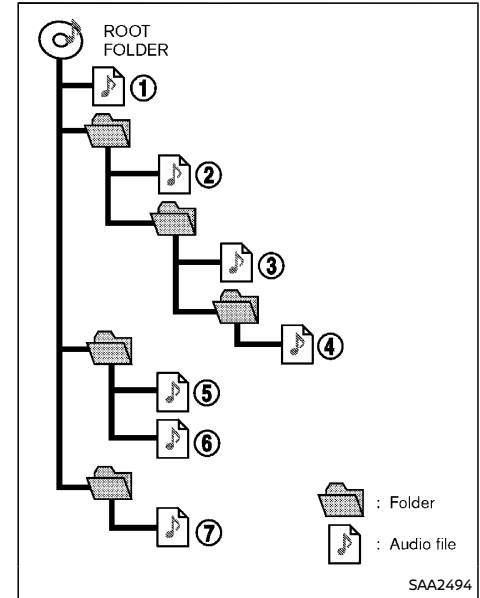 ROOT
FOLDER
①
②
③
④
⑤
⑥
⑦
: Folder
: Audio file
SAA2494